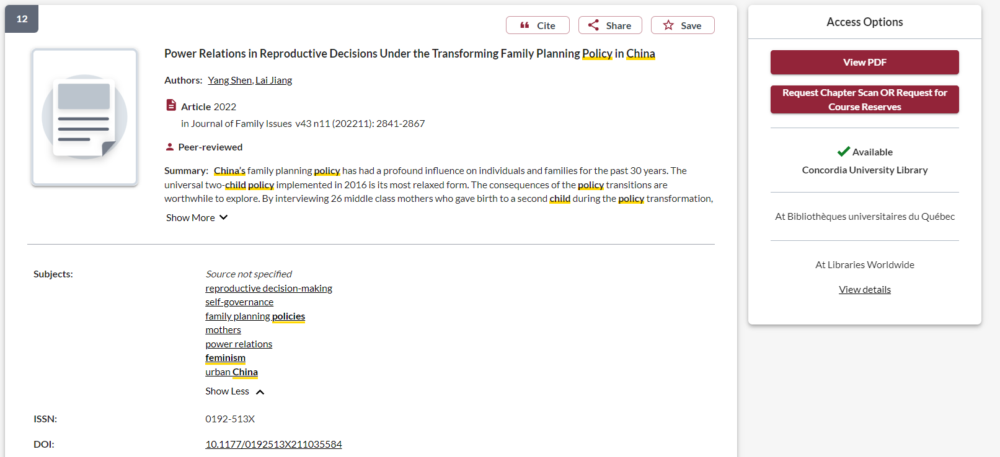 12
Cite
Share
Save
Power Relations in Reproductive Decisions Under the Transforming Family Planning Policy in China
Authors: Yang Shen, Lai Jiang
Article 2022
in Journal of Family Issues v43 n11 (202211): 2841-2867
Peer-reviewed
Summary: China's family planning policy has had a profound influence on individuals and families for the past 30 years. The
universal two-child policy implemented in 2016 is its most relaxed form. The consequences of the policy transitions are
worthwhile to explore. By interviewing 26 middle class mothers who gave birth to a second child during the policy transformation,
Show More
Subjects:
Source not specified
reproductive decision-making
self-governance
family planning policies
mothers
power relations
feminism
urban China
Show Less
ISSN: 0192-513X
DOI: 10.1177/0192513X211035584
Access Options
View PDF
Request Chapter Scan OR Request for
Course Reserves
Available
Concordia University Library
At Bibliothèques universitaires du Québec
At Libraries Worldwide
View details